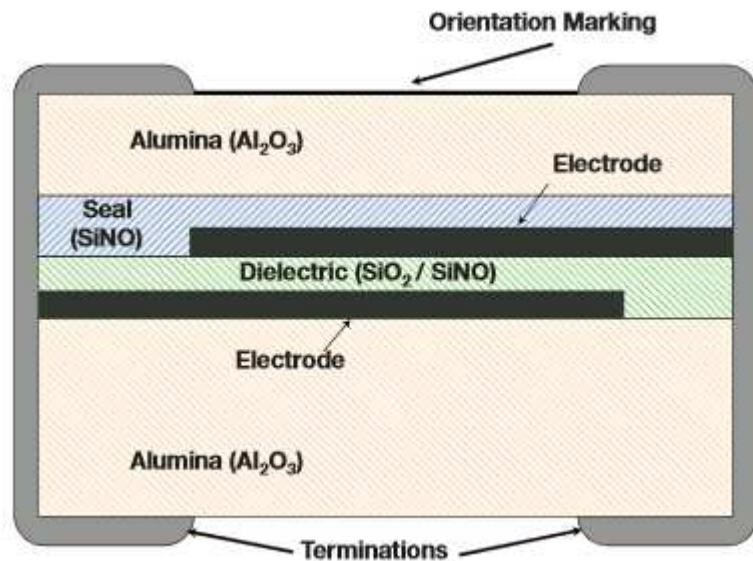 Orientation Marking
Alumina (Al₂O₃)
Electrode
Seal
(SiNO)
Dielectric (SiO₂ / SiNO)
Electrode
Alumina (Al₂O₃)
Terminations